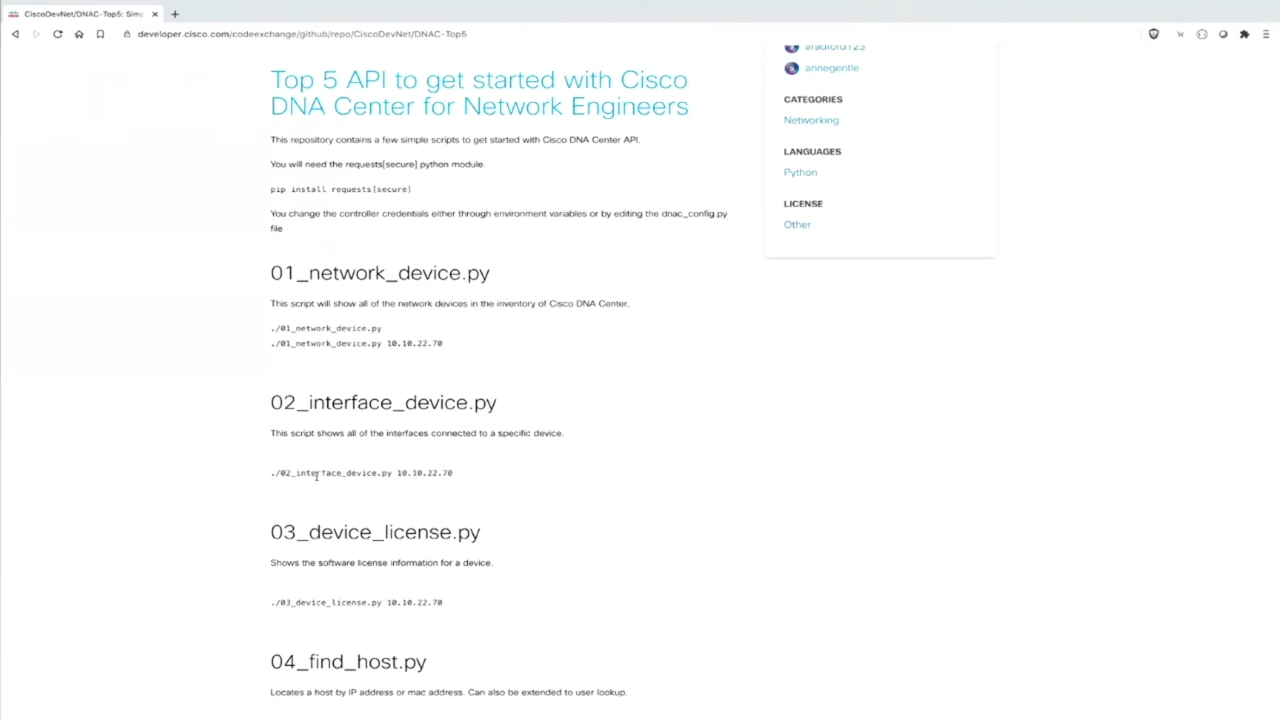 CiscoDevNet/DNAC-Top5: Sim
developer.cisco.com/codeexchange/github/repo/CiscoDevNet/DNAC-Top5
Top 5 API to get started with Cisco
DNA Center for Network Engineers
This repository contains a few simple scripts to get started with Cisco DNA Center API.
You will need the requests[secure] python module.
pip install requests[secure]
You change the controller credentials either through environment variables or by editing the dnac_config.py
file
01_network_device.py
This script will show all of the network devices in the inventory of Cisco DNA Center.
./01_network_device.py
./01_network_device.py 10.10.22.70
02_interface_device.py
This script shows all of the interfaces connected to a specific device.
./02_interface_device.py 10.10.22.70
03_device_license.py
Shows the software license information for a device.
./03_device_license.py 10.10.22.70
04_find_host.py
Locates a host by IP address or mac address. Can also be extended to user lookup.
aradford123
annegentle
CATEGORIES
Networking
LANGUAGES
Python
LICENSE
Other